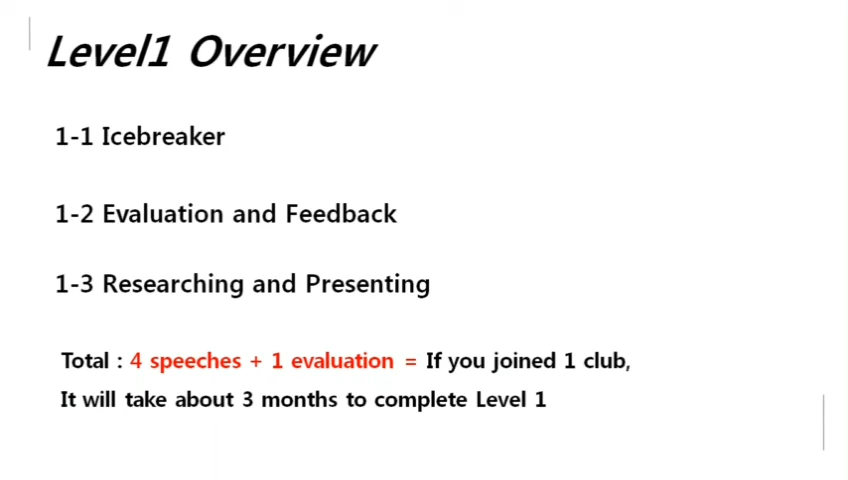 Level1 Overview
1-1 Icebreaker
1-2 Evaluation and Feedback
1-3 Researching and Presenting
Total : 4 speeches + 1 evaluation = If you joined 1 club,
It will take about 3 months to complete Level 1